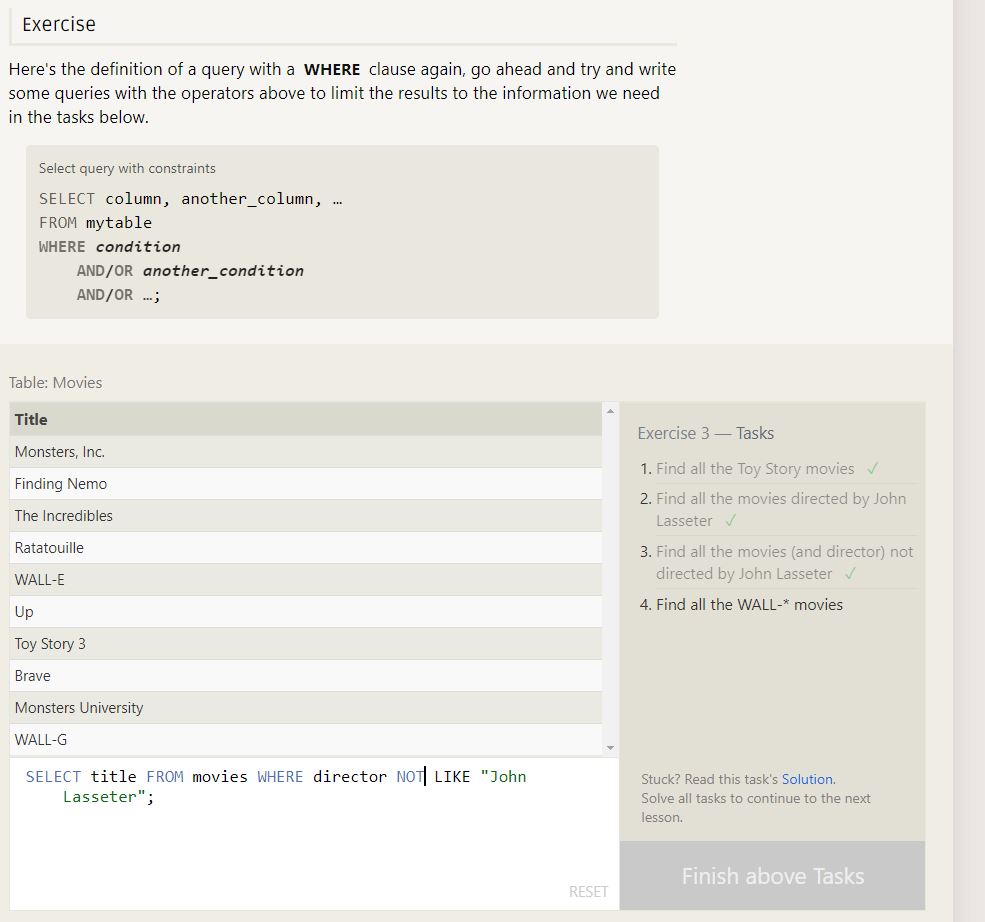 Exercise
Here's the definition of a query with a WHERE clause again, go ahead and try and write
some queries with the operators above to limit the results to the information we need
in the tasks below.
Select query with constraints
SELECT column, another_column, …
FROM mytable
WHERE condition
AND/OR another_condition
AND/OR …;
Table: Movies
Title
Monsters, Inc.
Finding Nemo
The Incredibles
Ratatouille
WALL-E
Up
Toy Story 3
Brave
Monsters University
WALL-G
SELECT title FROM movies WHERE director NOT LIKE "John
Lasseter";
RESET
Exercise 3 — Tasks
1. Find all the Toy Story movies ✓
2. Find all the movies directed by John
Lasseter ✓
3. Find all the movies (and director) not
directed by John Lasseter ✓
4. Find all the WALL-* movies
Stuck? Read this task's Solution.
Solve all tasks to continue to the next
lesson.
Finish above Tasks